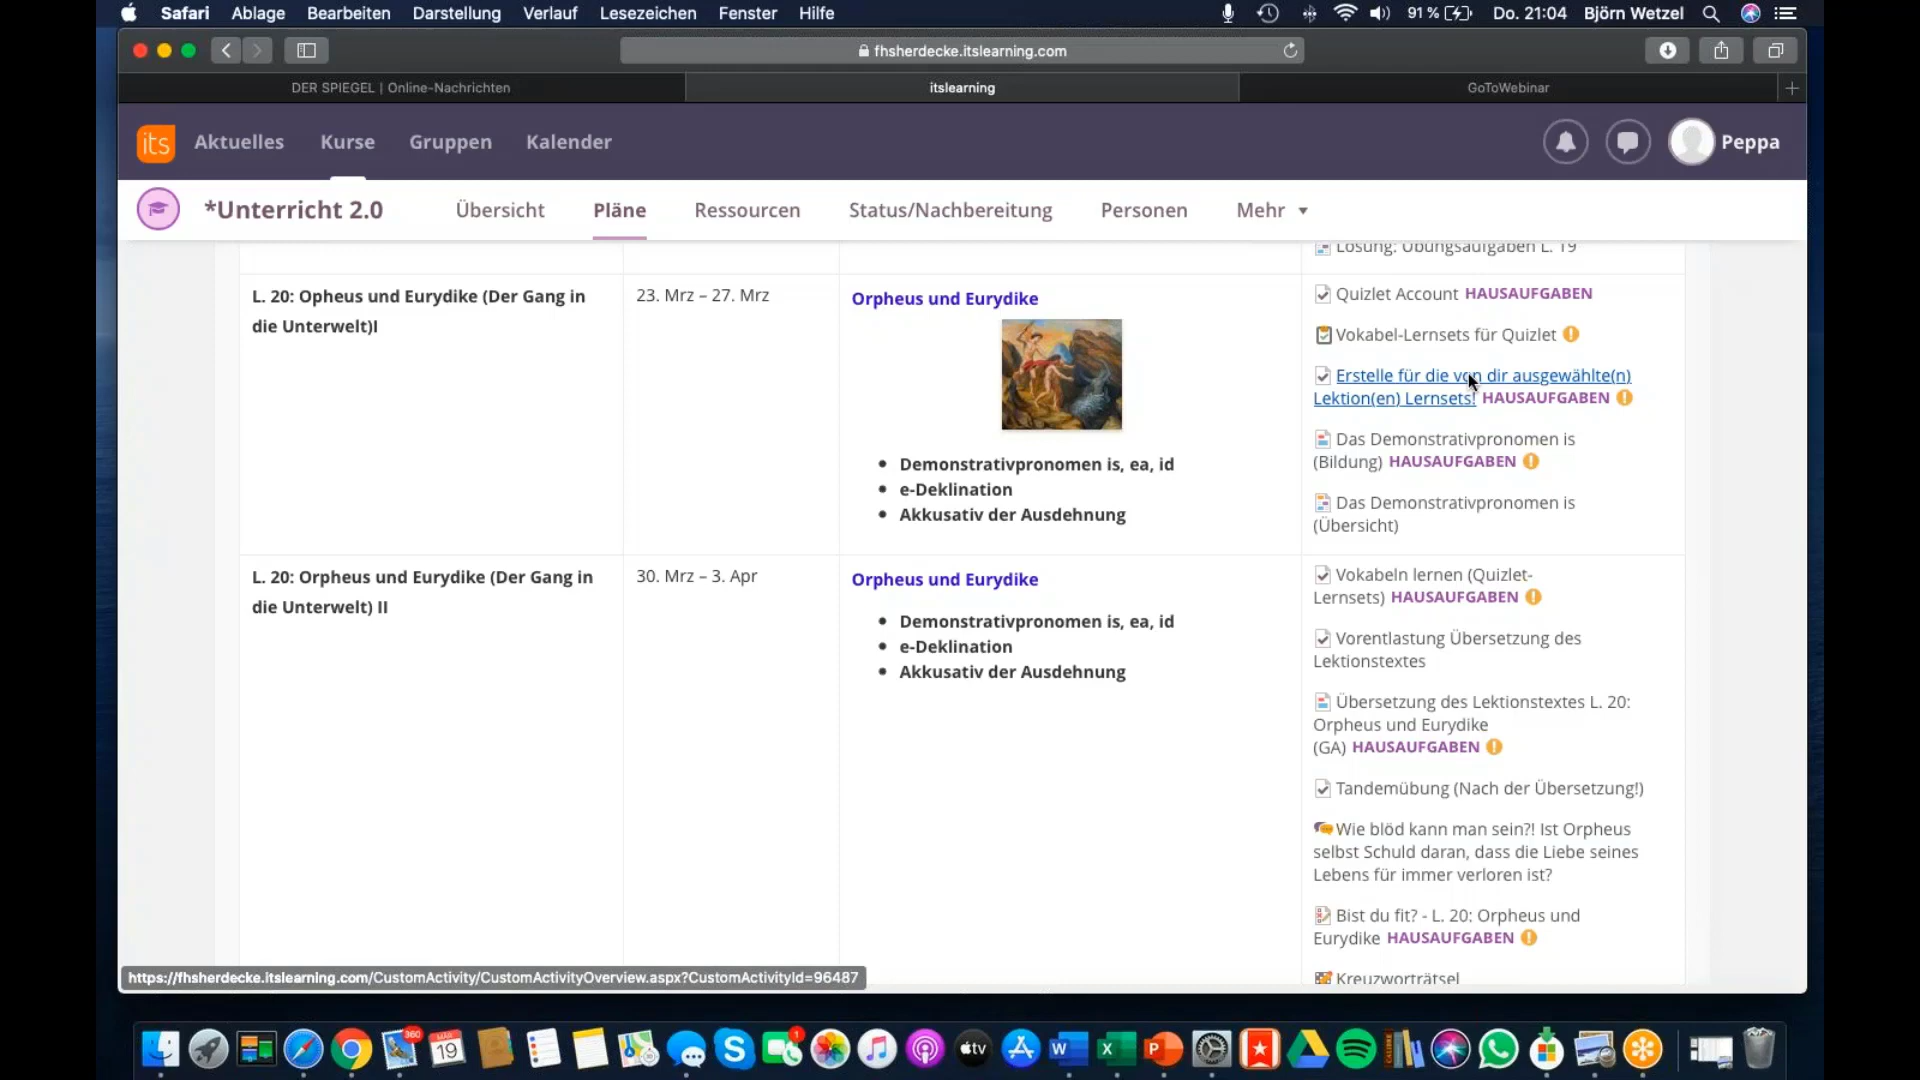 Safari Ablage Bearbeiten Darstellung Verlauf Lesezeichen Fenster Hilfe 91 % Do. 21:04 Björn Wetzel
fhsherdecke.itslearning.com
DER SPIEGEL | Online-Nachrichten itslearning GoToWebinar
its Aktuelles Kurse Gruppen Kalender Peppa
*Unterricht 2.0 Übersicht Pläne Ressourcen Status/Nachbereitung Personen Mehr
Lösung: Übungsaufgaben L. 19
L. 20: Opheus und Eurydike (Der Gang in
die Unterwelt)I
23. Mrz – 27. Mrz
Orpheus und Eurydike
Demonstrativpronomen is, ea, id
e-Deklination
Akkusativ der Ausdehnung
Quizlet Account HAUSAUFGABEN
Vokabel-Lernsets für Quizlet
Erstelle für die von dir ausgewählte(n)
Lektion(en) Lernsets! HAUSAUFGABEN
Das Demonstrativpronomen is
(Bildung) HAUSAUFGABEN
Das Demonstrativpronomen is
(Übersicht)
L. 20: Orpheus und Eurydike (Der Gang in
die Unterwelt) II
30. Mrz – 3. Apr
Orpheus und Eurydike
Demonstrativpronomen is, ea, id
e-Deklination
Akkusativ der Ausdehnung
Vokabeln lernen (Quizlet-
Lernsets) HAUSAUFGABEN
Vorentlastung Übersetzung des
Lektionstextes
Übersetzung des Lektionstextes L. 20:
Orpheus und Eurydike
(GA) HAUSAUFGABEN
Tandemübung (Nach der Übersetzung!)
Wie blöd kann man sein?! Ist Orpheus
selbst Schuld daran, dass die Liebe seines
Lebens für immer verloren ist?
Bist du fit? - L. 20: Orpheus und
Eurydike HAUSAUFGABEN
Kreuzworträtsel
https://fhsherdecke.itslearning.com/CustomActivity/CustomActivityOverview.aspx?CustomActivityId=96487
360 19 1 tv W X P